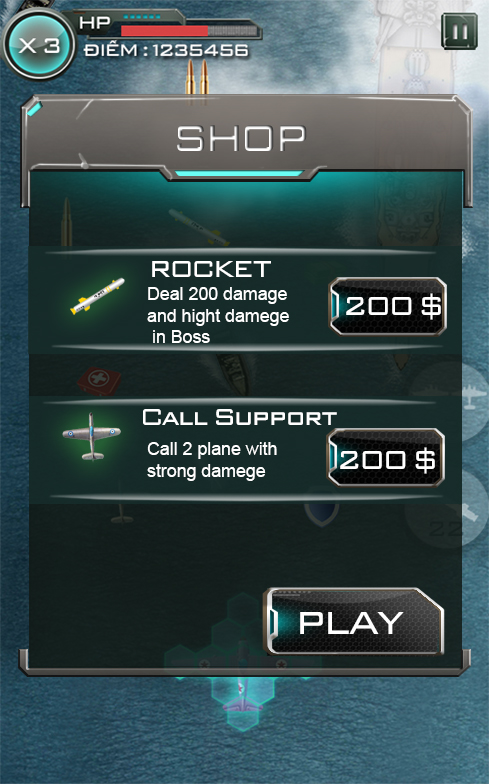 HP
X 3
ĐIỂM : 1235456
SHOP
ROCKET
Deal 200 damage
and hight damege
in Boss
200 $
CALL SUPPORT
Call 2 plane with
strong damege
200 $
22
PLAY